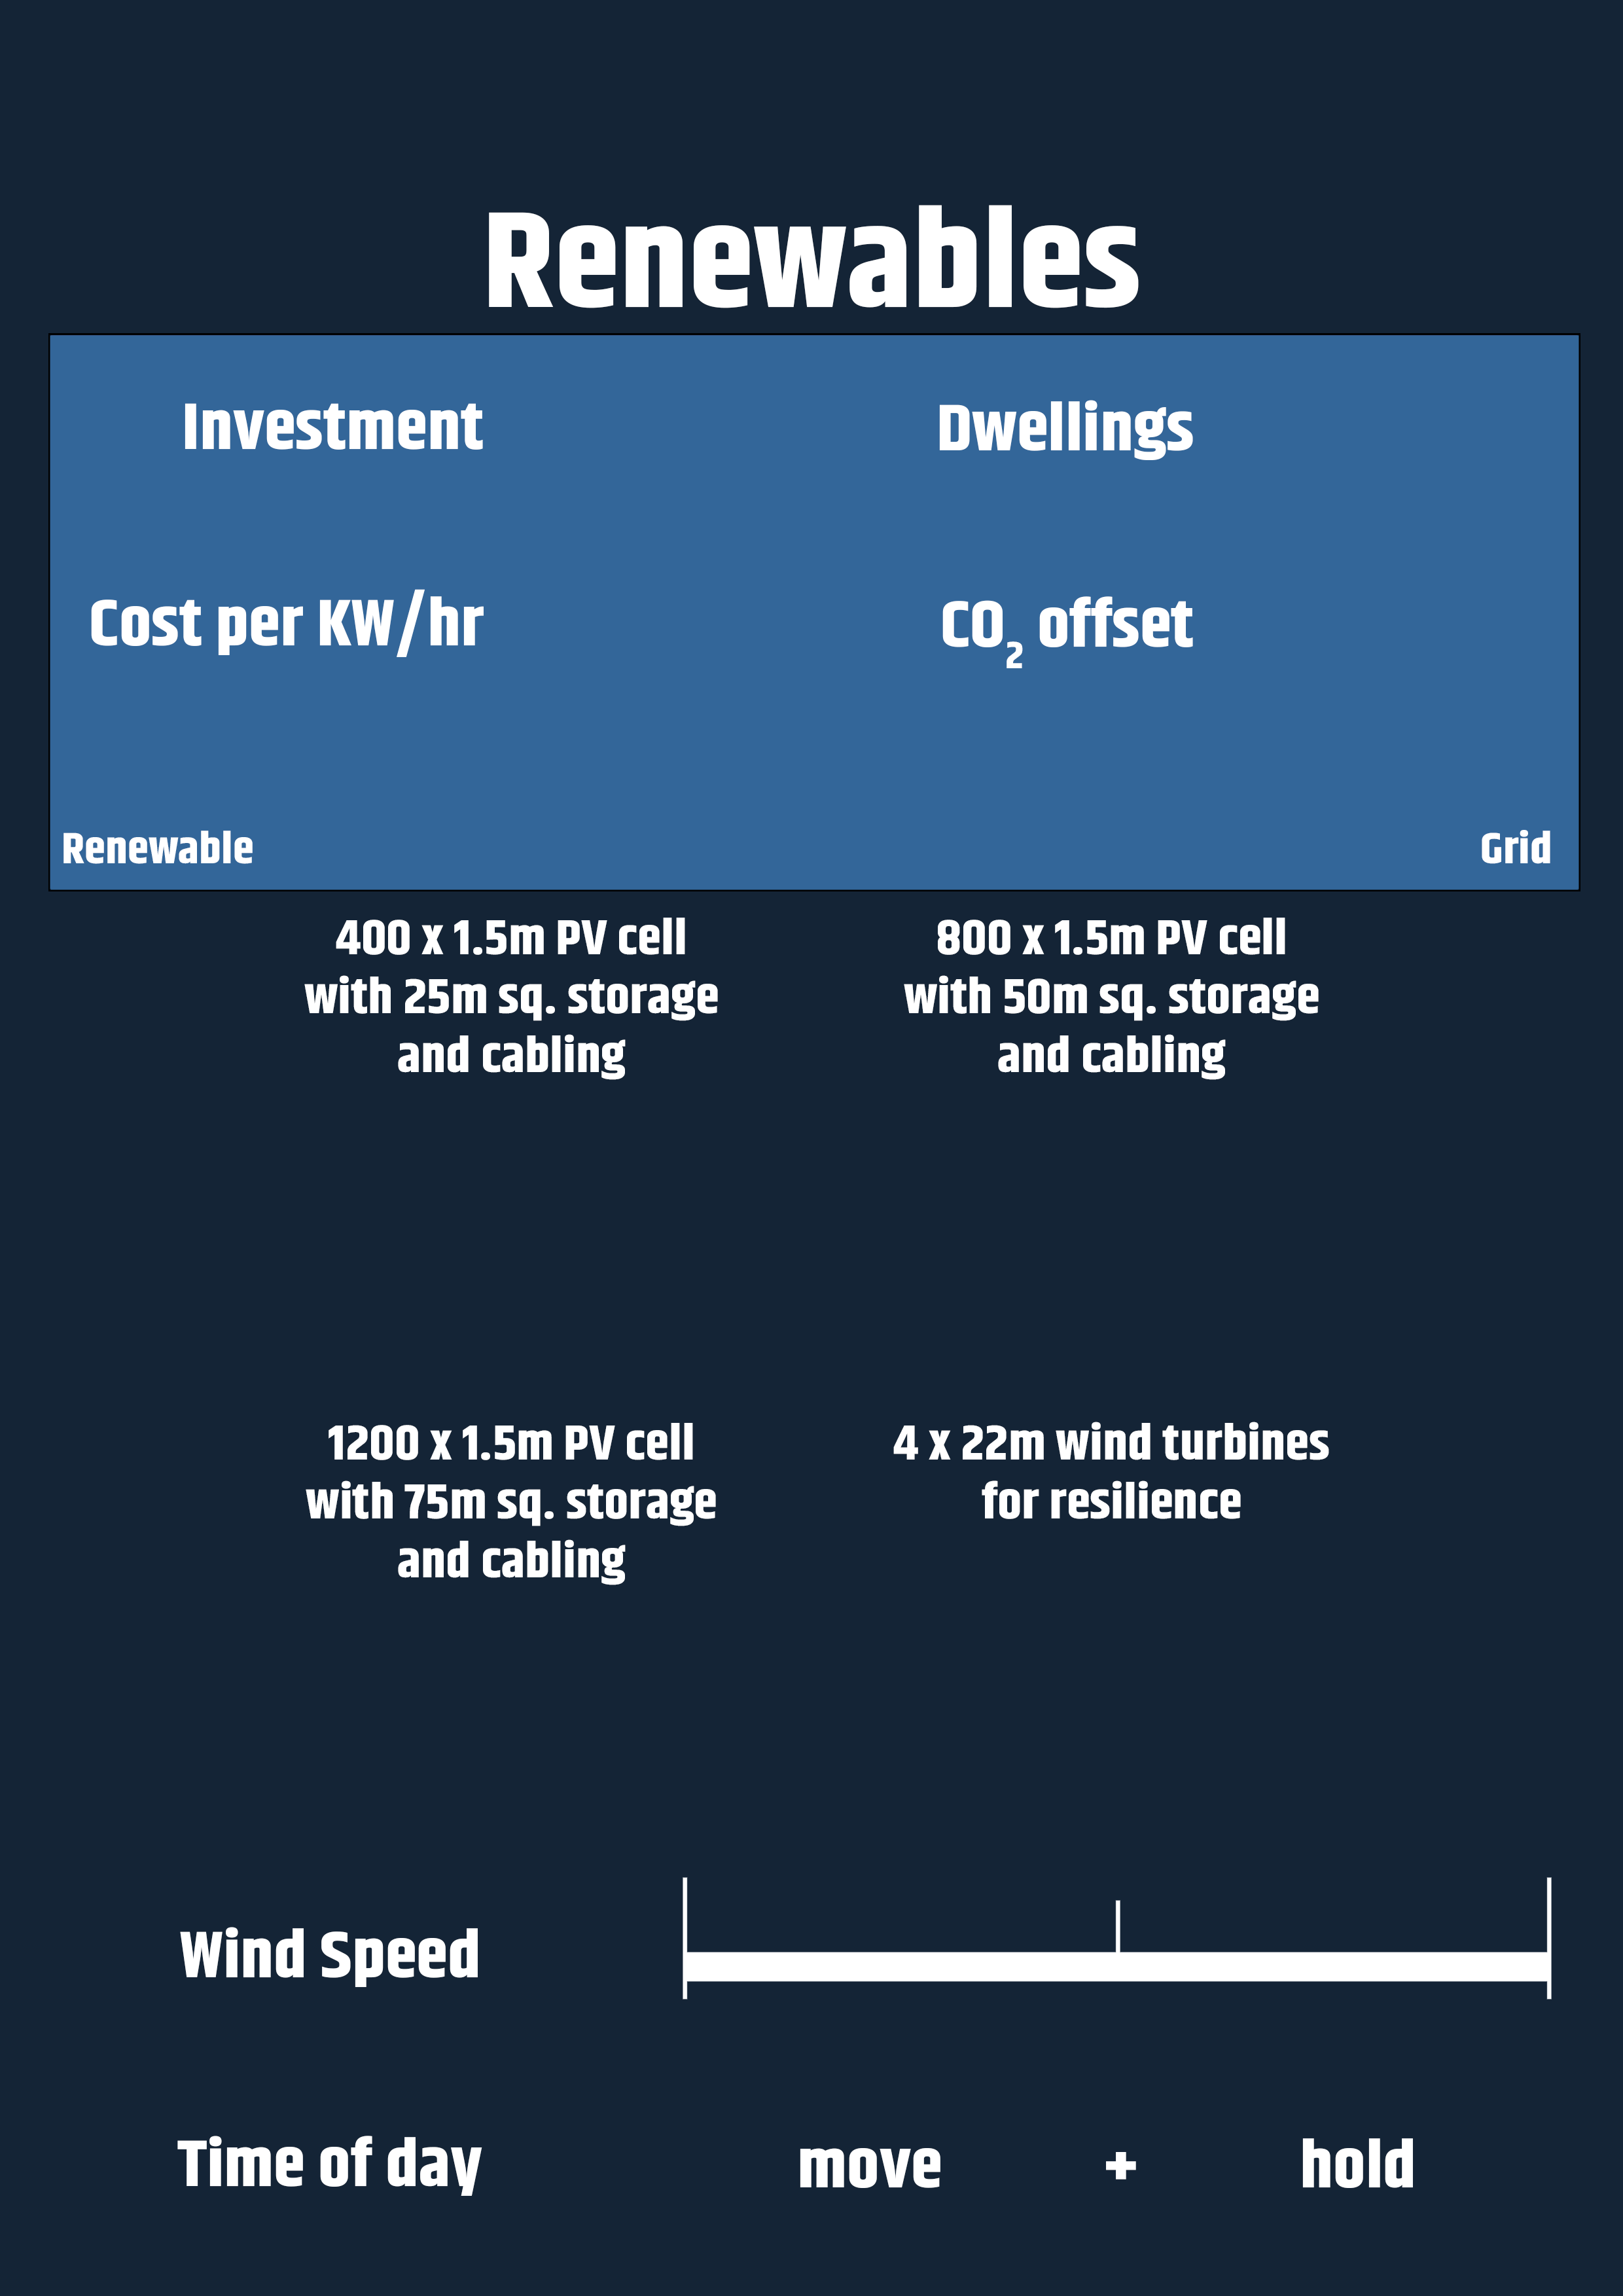 Renewables
Investment
Dwellings
Cost per KW/hr
CO₂ offset
Renewable
Grid
400 x 1.5m PV cell
with 25m sq. storage
and cabling
800 x 1.5m PV cell
with 50m sq. storage
and cabling
1200 x 1.5m PV cell
with 75m sq. storage
and cabling
4 x 22m wind turbines
for resilience
Wind Speed
Time of day
move + hold